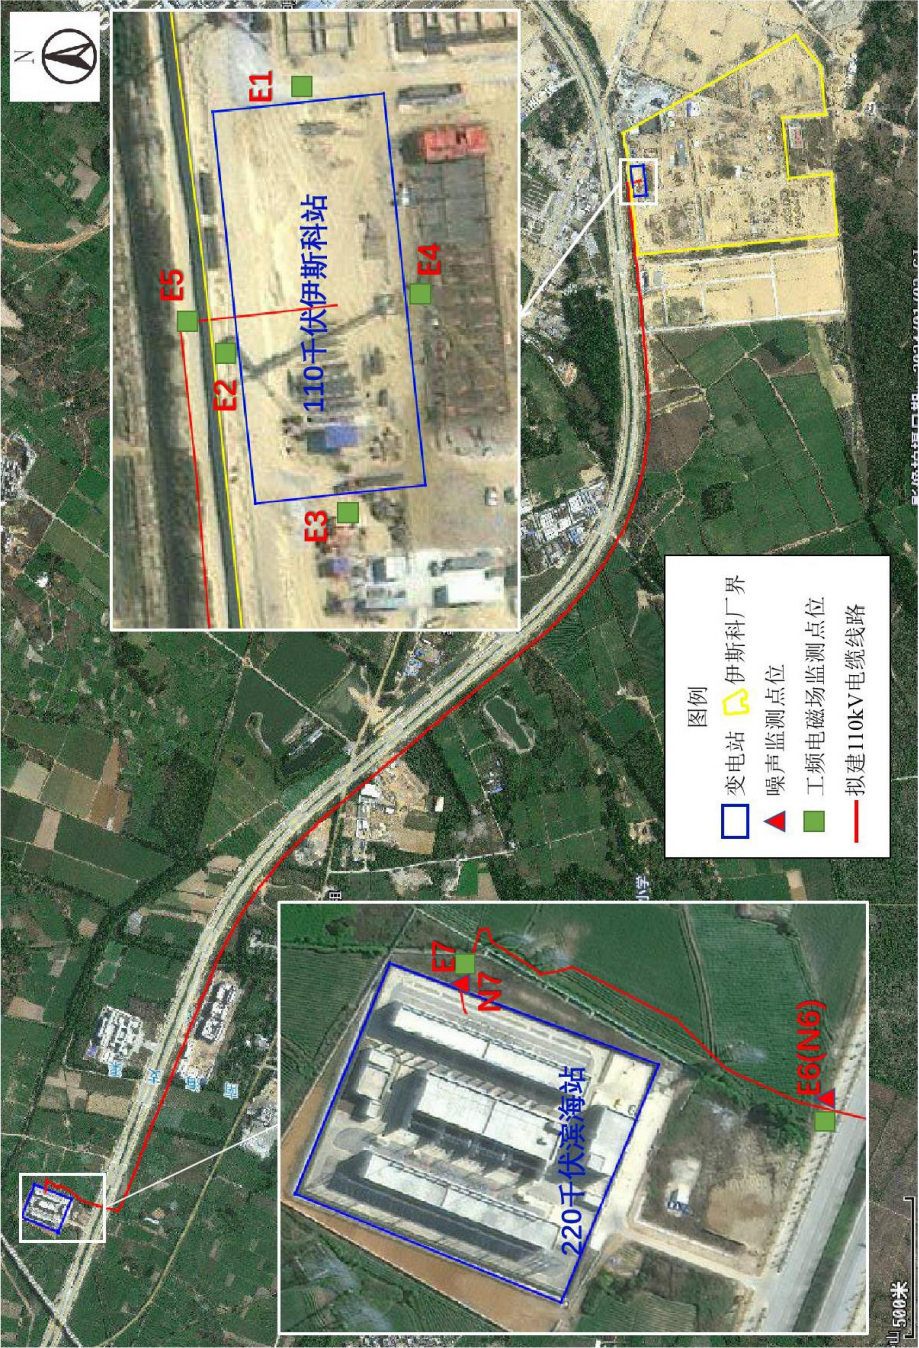 N
E1
110千伏伊斯科站
E5
E4
E2
E3
图例
变电站
伊斯科厂界
噪声监测点位
工频电磁场监测点位
拟建110kV电缆线路
小学
E7
N7
220千伏滨海站
E6(N6)
500米